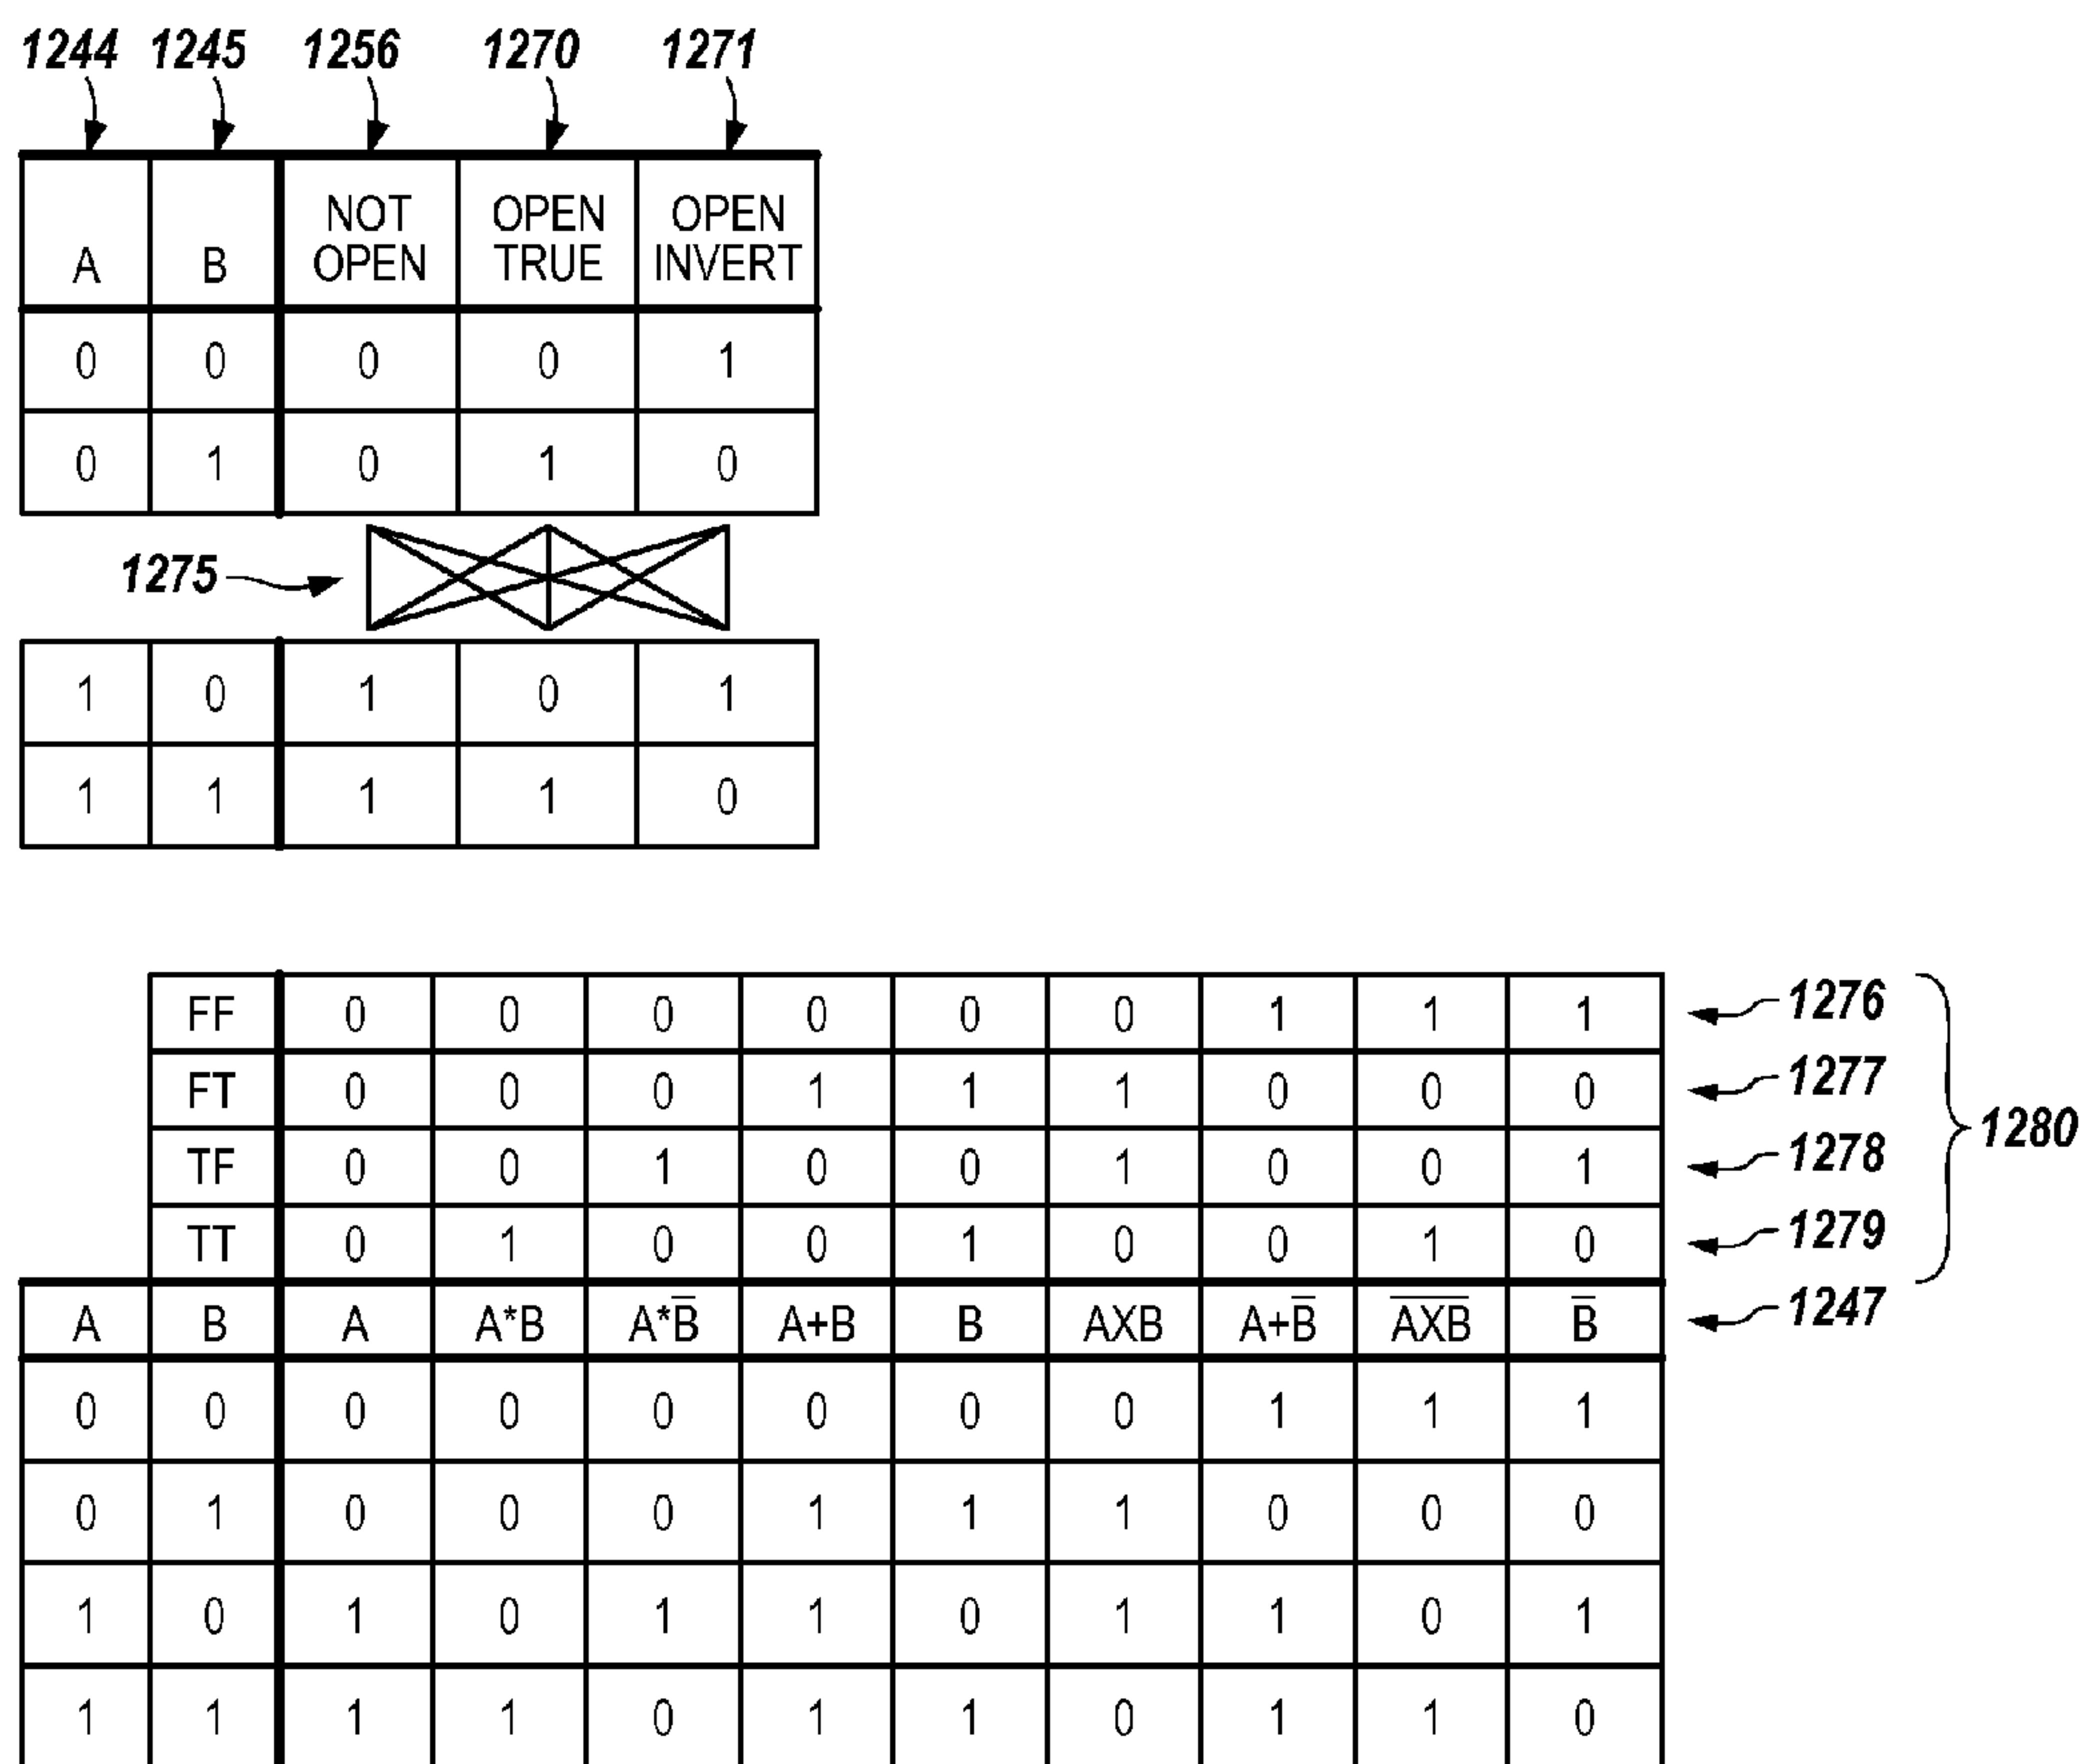 1244 1245 1256 1270 1271
A B NOT OPEN OPEN TRUE OPEN INVERT
0 0 0 0 1
0 1 0 1 0
1275
1 0 1 0 1
1 1 1 1 0
FF 0 0 0 0 0 0 1 1 1 1276
FT 0 0 0 1 1 1 0 0 0 1277
TF 0 0 1 0 0 1 0 0 1 1278
TT 0 1 0 0 1 0 0 1 0 1279
1280
A B A A*B A*B̅ A+B B AXB A+B̅ A̅X̅B̅ B̅ 1247
0 0 0 0 0 0 0 0 1 1 1
0 1 0 0 0 1 1 1 0 0 0
1 0 1 0 1 1 0 1 1 0 1
1 1 1 1 0 1 1 0 1 1 0